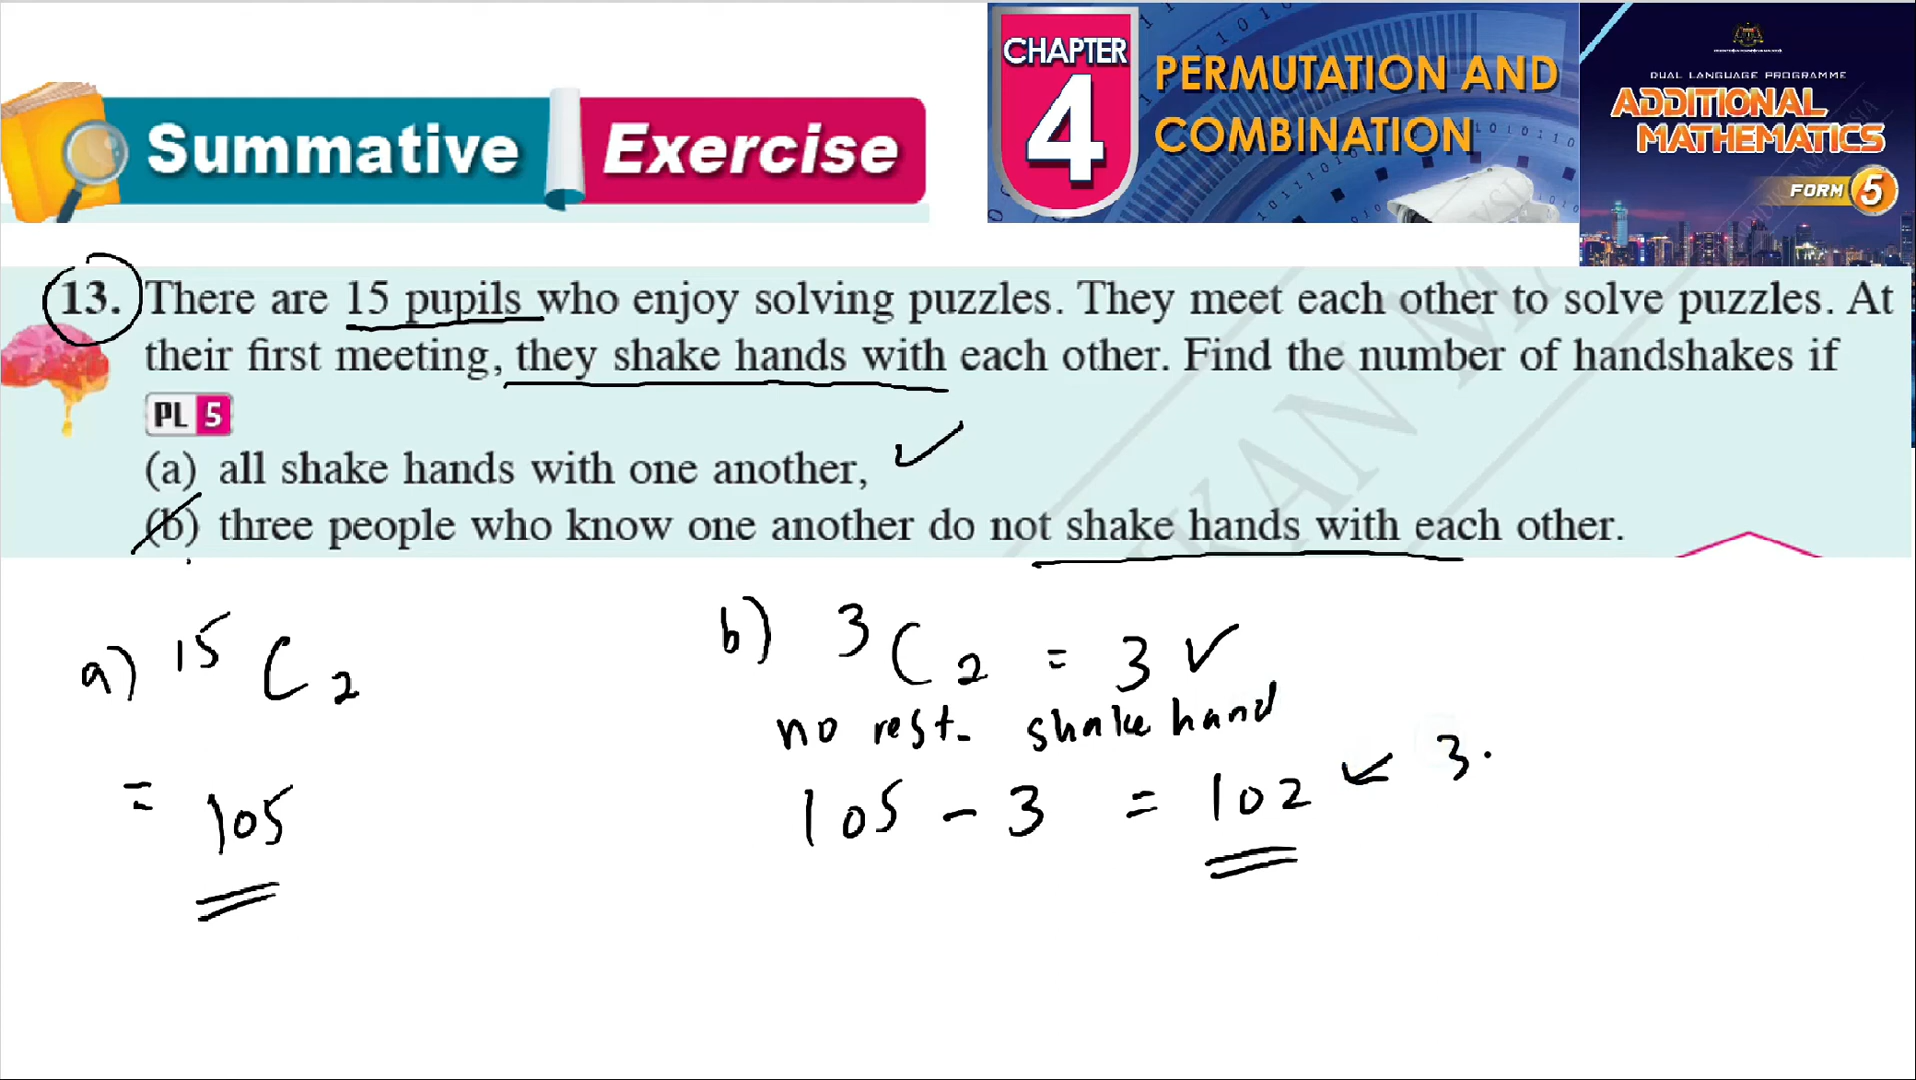 CHAPTER
4
PERMUTATION AND
COMBINATION
DUAL LANGUAGE PROGRAMME
ADDITIONAL
MATHEMATICS
FORM 5
Summative Exercise
13. There are 15 pupils who enjoy solving puzzles. They meet each other to solve puzzles. At
their first meeting, they shake hands with each other. Find the number of handshakes if
PL 5
(a) all shake hands with one another,
(b) three people who know one another do not shake hands with each other.
a) 15 C 2
= 105
b) 3 C 2 = 3 ✓
no rest. shake hand
105 - 3 = 102 ← 3.